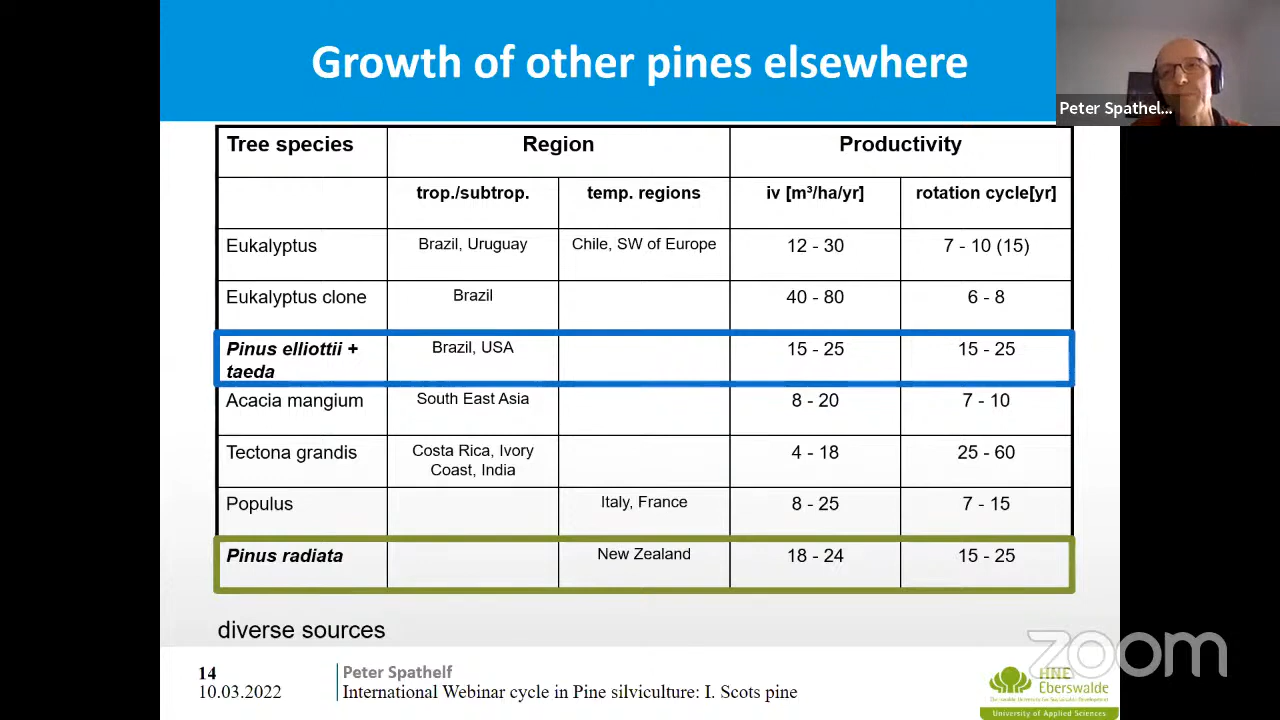 Growth of other pines elsewhere
Peter Spathel...
Tree species Region Productivity
trop./subtrop. temp. regions iv [m³/ha/yr] rotation cycle[yr]
Eukalyptus Brazil, Uruguay Chile, SW of Europe 12 - 30 7 - 10 (15)
Eukalyptus clone Brazil 40 - 80 6 - 8
Pinus elliottii + Brazil, USA 15 - 25 15 - 25
taeda
Acacia mangium South East Asia 8 - 20 7 - 10
Tectona grandis Costa Rica, Ivory 4 - 18 25 - 60
Coast, India
Populus Italy, France 8 - 25 7 - 15
Pinus radiata New Zealand 18 - 24 15 - 25
diverse sources
zoom
14 Peter Spathelf
10.03.2022 International Webinar cycle in Pine silviculture: I. Scots pine
HNE
Eberswalde
University of Applied Sciences